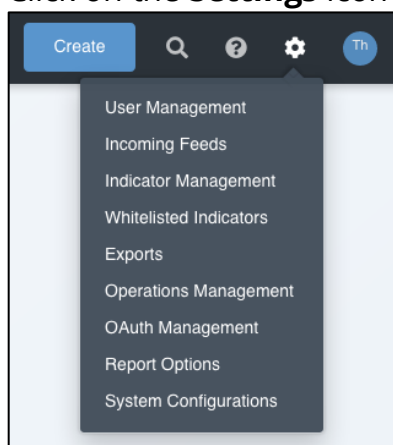 Click on the Settings icon
Create
Th
User Management
Incoming Feeds
Indicator Management
Whitelisted Indicators
Exports
Operations Management
OAuth Management
Report Options
System Configurations